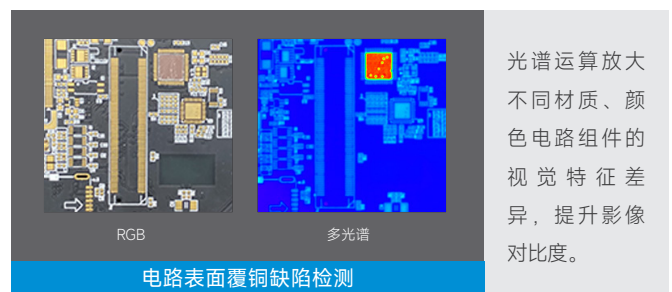 RGB
多光谱
电路表面覆铜缺陷检测
光谱运算放大
不同材质、颜
色电路组件的
视觉特征差
异，提升影像
对比度。